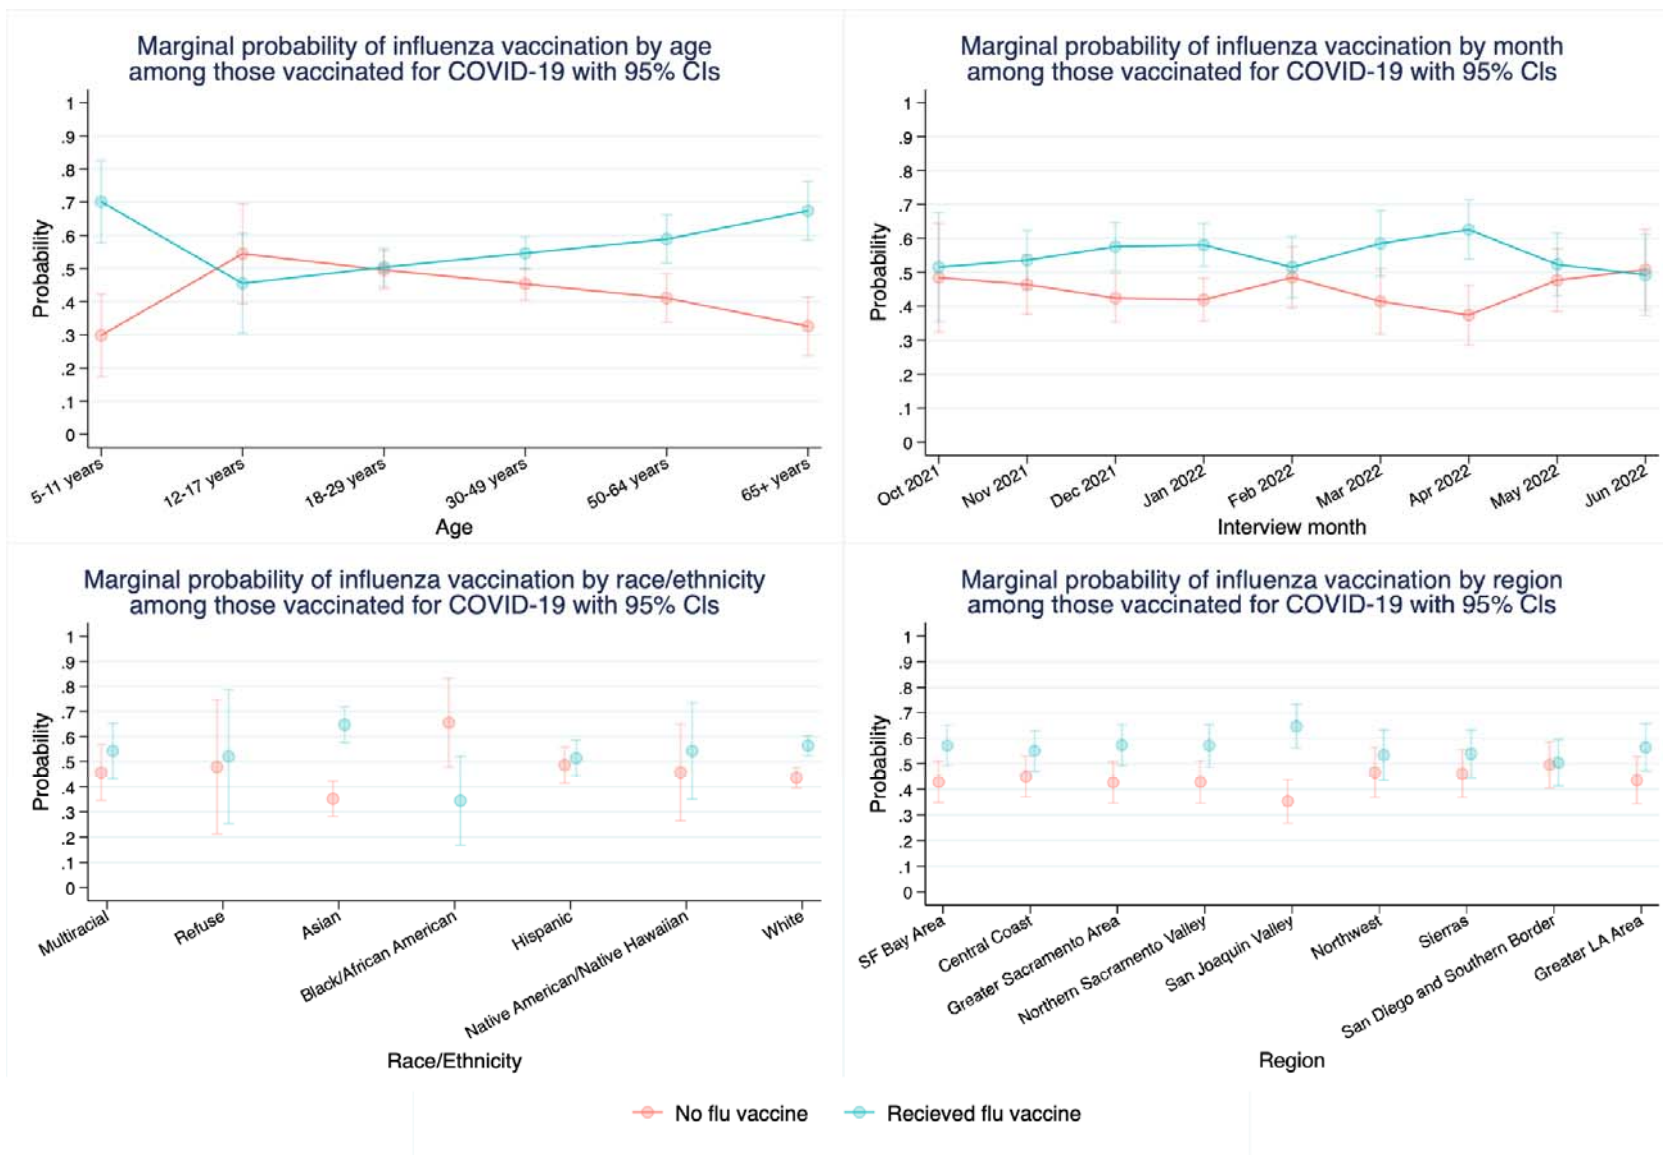 Marginal probability of influenza vaccination by age
among those vaccinated for COVID-19 with 95% CIs
1
.9
.8
.7
.6
.5
.4
.3
.2
.1
0
Probability
5-11 years
12-17 years
18-29 years
30-49 years
50-64 years
65+ years
Age
Marginal probability of influenza vaccination by month
among those vaccinated for COVID-19 with 95% CIs
1
.9
.8
.7
.6
.5
.4
.3
.2
.1
0
Probability
Oct 2021
Nov 2021
Dec 2021
Jan 2022
Feb 2022
Mar 2022
Apr 2022
May 2022
Jun 2022
Interview month
Marginal probability of influenza vaccination by race/ethnicity
among those vaccinated for COVID-19 with 95% CIs
1
.9
.8
.7
.6
.5
.4
.3
.2
.1
0
Probability
Multiracial
Refuse
Asian
Black/African American
Hispanic
Native American/Native Hawaiian
White
Race/Ethnicity
Marginal probability of influenza vaccination by region
among those vaccinated for COVID-19 with 95% CIs
1
.9
.8
.7
.6
.5
.4
.3
.2
.1
0
Probability
SF Bay Area
Central Coast
Greater Sacramento Area
Northern Sacramento Valley
San Joaquin Valley
Northwest
Sierras
San Diego and Southern Border
Greater LA Area
Region
No flu vaccine
Recieved flu vaccine